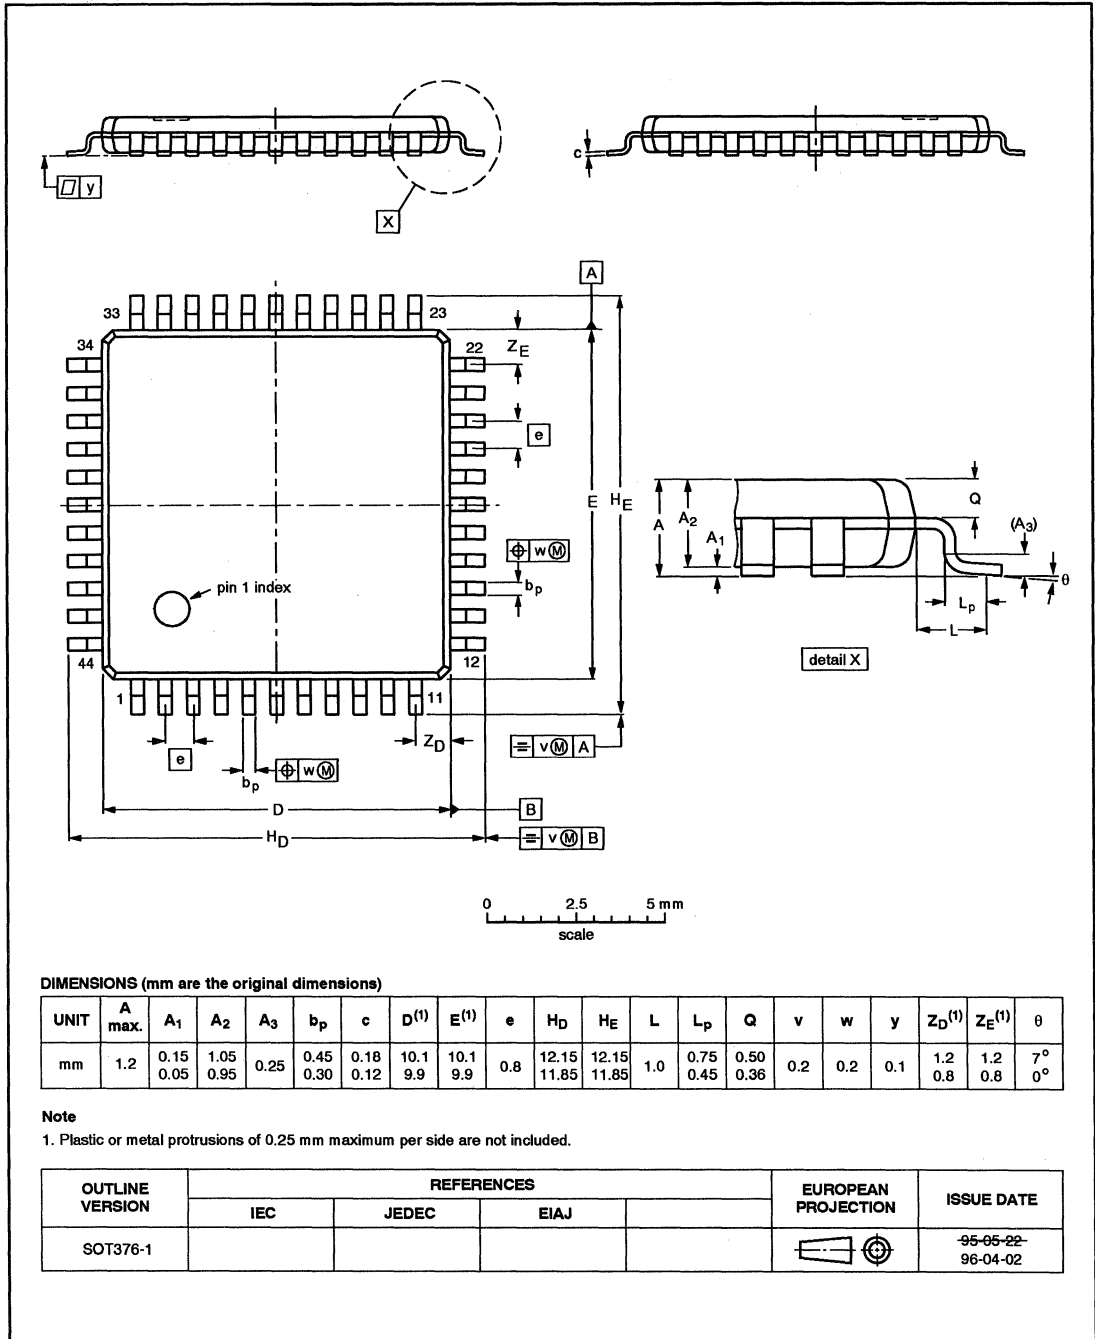 c
y
X
A
33
23
34
22
Z_E
e
E
H_E
w Ⓜ
b_p
pin 1 index
44
12
1
11
e
Z_D
v Ⓜ A
b_p
w Ⓜ
D
B
H_D
v Ⓜ B
A
A2
A1
Q
(A3)
θ
L_p
L
detail X
0 2.5 5 mm
scale
DIMENSIONS (mm are the original dimensions)
UNIT A max. A1 A2 A3 b_p c D(1) E(1) e H_D H_E L L_p Q v w y Z_D(1) Z_E(1) θ
mm 1.2 0.15 0.05 1.05 0.95 0.25 0.45 0.30 0.18 0.12 10.1 9.9 10.1 9.9 0.8 12.15 11.85 12.15 11.85 1.0 0.75 0.45 0.50 0.36 0.2 0.2 0.1 1.2 0.8 1.2 0.8 7° 0°
Note
1. Plastic or metal protrusions of 0.25 mm maximum per side are not included.
OUTLINE VERSION REFERENCES EUROPEAN PROJECTION ISSUE DATE
IEC JEDEC EIAJ
SOT376-1 95-05-22
96-04-02